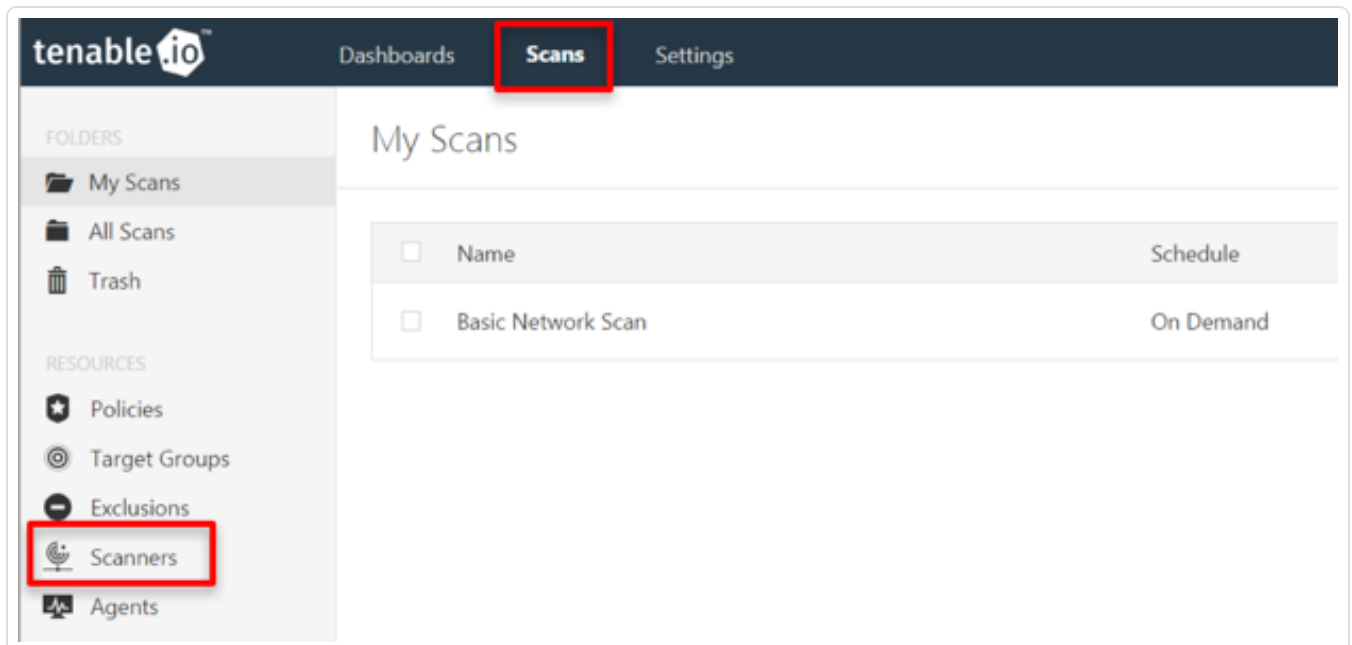 tenable.io™
Dashboards Scans Settings
FOLDERS
My Scans
All Scans
Trash
RESOURCES
Policies
Target Groups
Exclusions
Scanners
Agents
My Scans
Name Schedule
Basic Network Scan On Demand